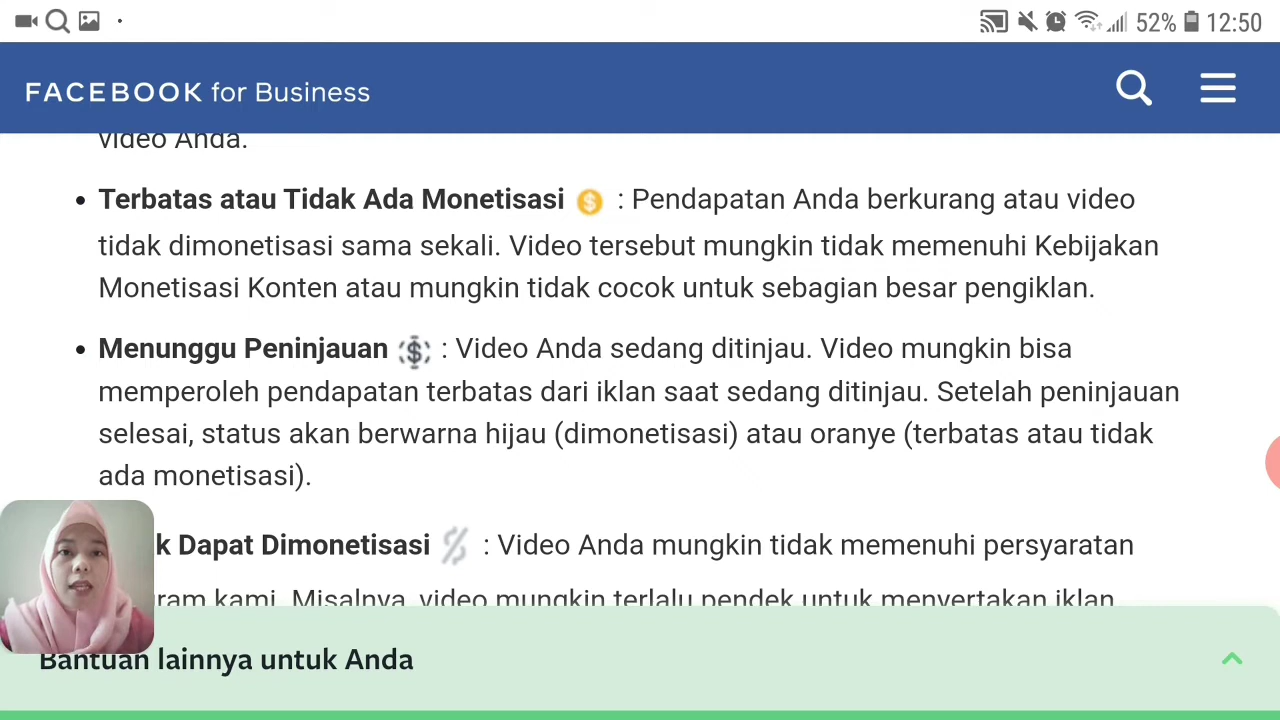 52% 12:50
FACEBOOK for Business
video Anda.
Terbatas atau Tidak Ada Monetisasi : Pendapatan Anda berkurang atau video
tidak dimonetisasi sama sekali. Video tersebut mungkin tidak memenuhi Kebijakan
Monetisasi Konten atau mungkin tidak cocok untuk sebagian besar pengiklan.
Menunggu Peninjauan : Video Anda sedang ditinjau. Video mungkin bisa
memperoleh pendapatan terbatas dari iklan saat sedang ditinjau. Setelah peninjauan
selesai, status akan berwarna hijau (dimonetisasi) atau oranye (terbatas atau tidak
ada monetisasi).
k Dapat Dimonetisasi : Video Anda mungkin tidak memenuhi persyaratan
ram kami. Misalnya, video mungkin terlalu pendek untuk menyertakan iklan
Bantuan lainnya untuk Anda